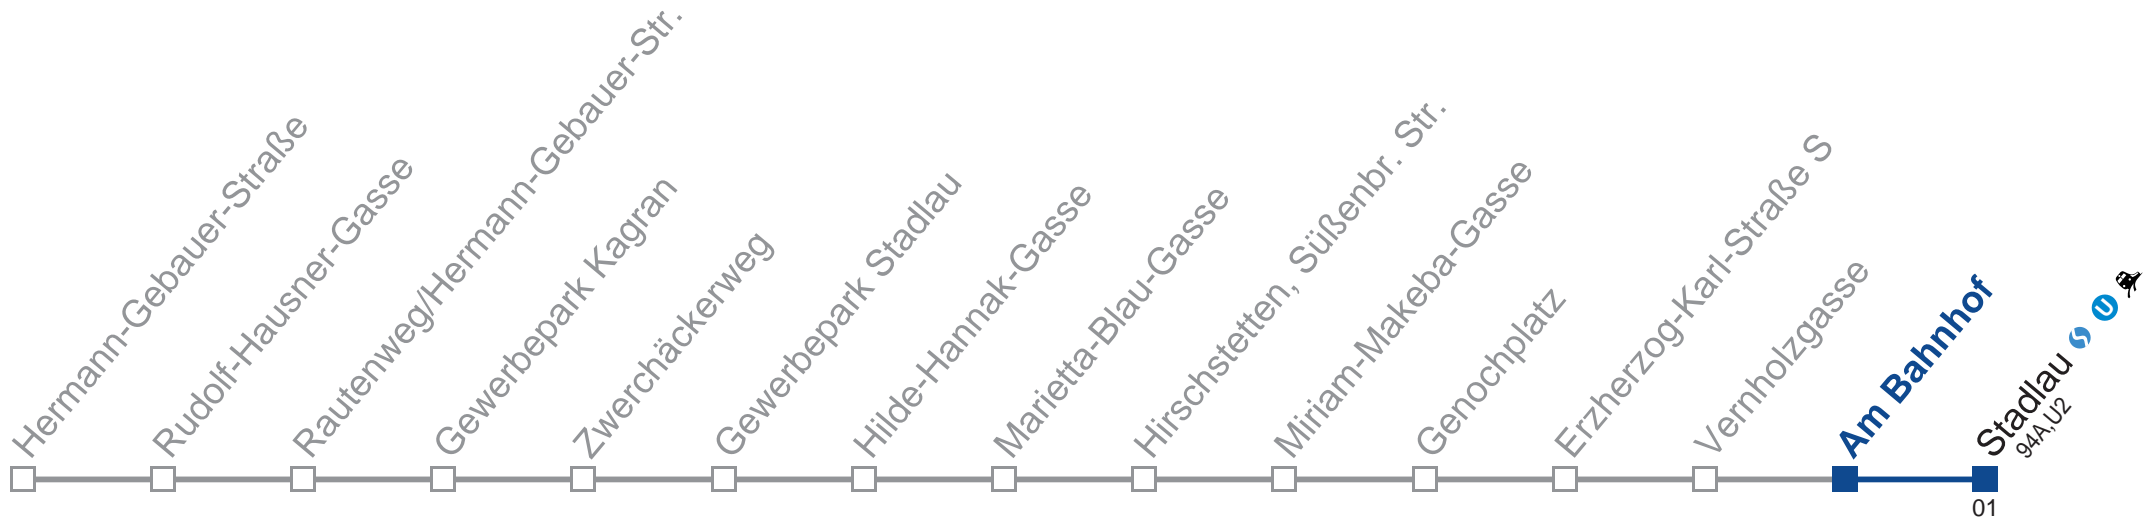 Hermann-Gebauer-Straße
Rudolf-Hausner-Gasse
Rautenweg/Hermann-Gebauer-Str.
Gewerbepark Kagran
Zwerchäckerweg
Gewerbepark Stadlau
Hilde-Hannak-Gasse
Marietta-Blau-Gasse
Hirschstetten, Süßenbr. Str.
Miriam-Makeba-Gasse
Genochplatz
Erzherzog-Karl-Straße S
Vernholzgasse
Am Bahnhof
Stadlau S U
94A,U2
01